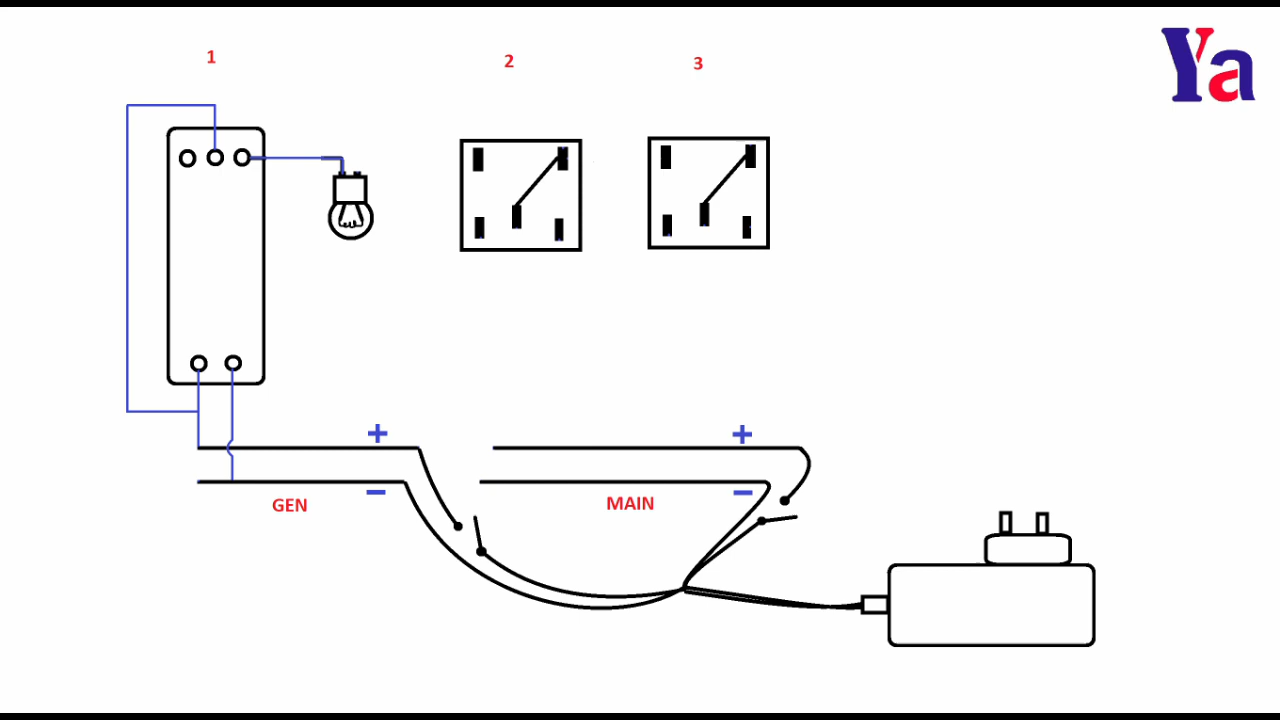 1
2
3
Ya
+
+
−
−
GEN
MAIN